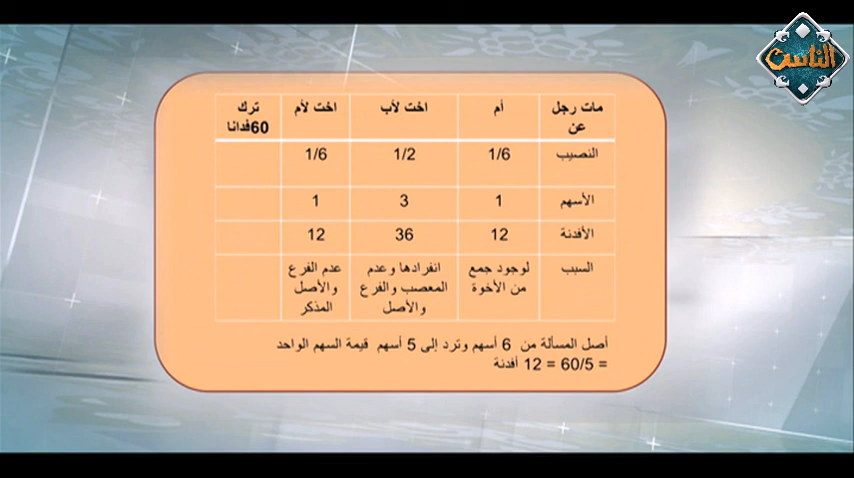 الناس
مات رجل عن	أم	اخت لأب	اخت لأم	ترك 60فدانا
النصيب	1/6	1/2	1/6
الأسهم	1	3	1
الأفدنة	12	36	12
السبب	لوجود جمع من الأخوة	انفرادها وعدم المعصب والفرع والأصل	عدم الفرع والأصل المذكر
أصل المسألة من 6 أسهم وترد إلى 5 أسهم قيمة السهم الواحد
= 60/5 = 12 أفدنة